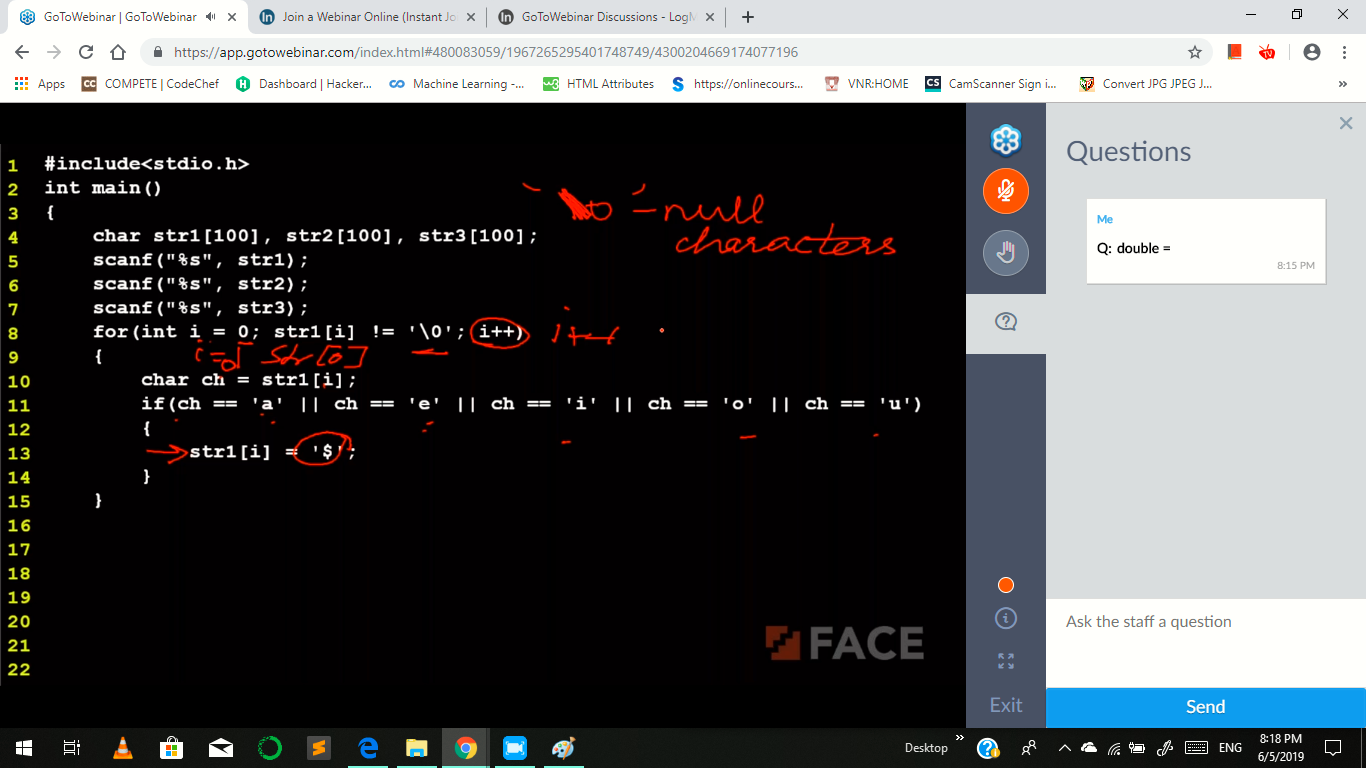 GoToWebinar | GoToWebinar
Join a Webinar Online (Instant Jo
GoToWebinar Discussions - LogM
https://app.gotowebinar.com/index.html#480083059/1967265295401748749/4300204669174077196
Apps
COMPETE | CodeChef
Dashboard | Hacker...
Machine Learning -...
HTML Attributes
https://onlinecours...
VNR:HOME
CamScanner Sign i...
Convert JPG JPEG J...
»
1 #include<stdio.h>
2 int main()
3 {
4 char str1[100], str2[100], str3[100];
5 scanf("%s", str1);
6 scanf("%s", str2);
7 scanf("%s", str3);
8 for(int i = 0; str1[i] != '\0'; i++)
9 {
10 char ch = str1[i];
11 if(ch == 'a' || ch == 'e' || ch == 'i' || ch == 'o' || ch == 'u')
12 {
13 str1[i] = '$';
14 }
15 }
16
17
18
19
20
21
22
'\0' - null
characters
i++
i=0 str[0]
FACE
Exit
Questions
Me
Q: double =
8:15 PM
Ask the staff a question
Send
Desktop
»
ENG
8:18 PM
6/5/2019